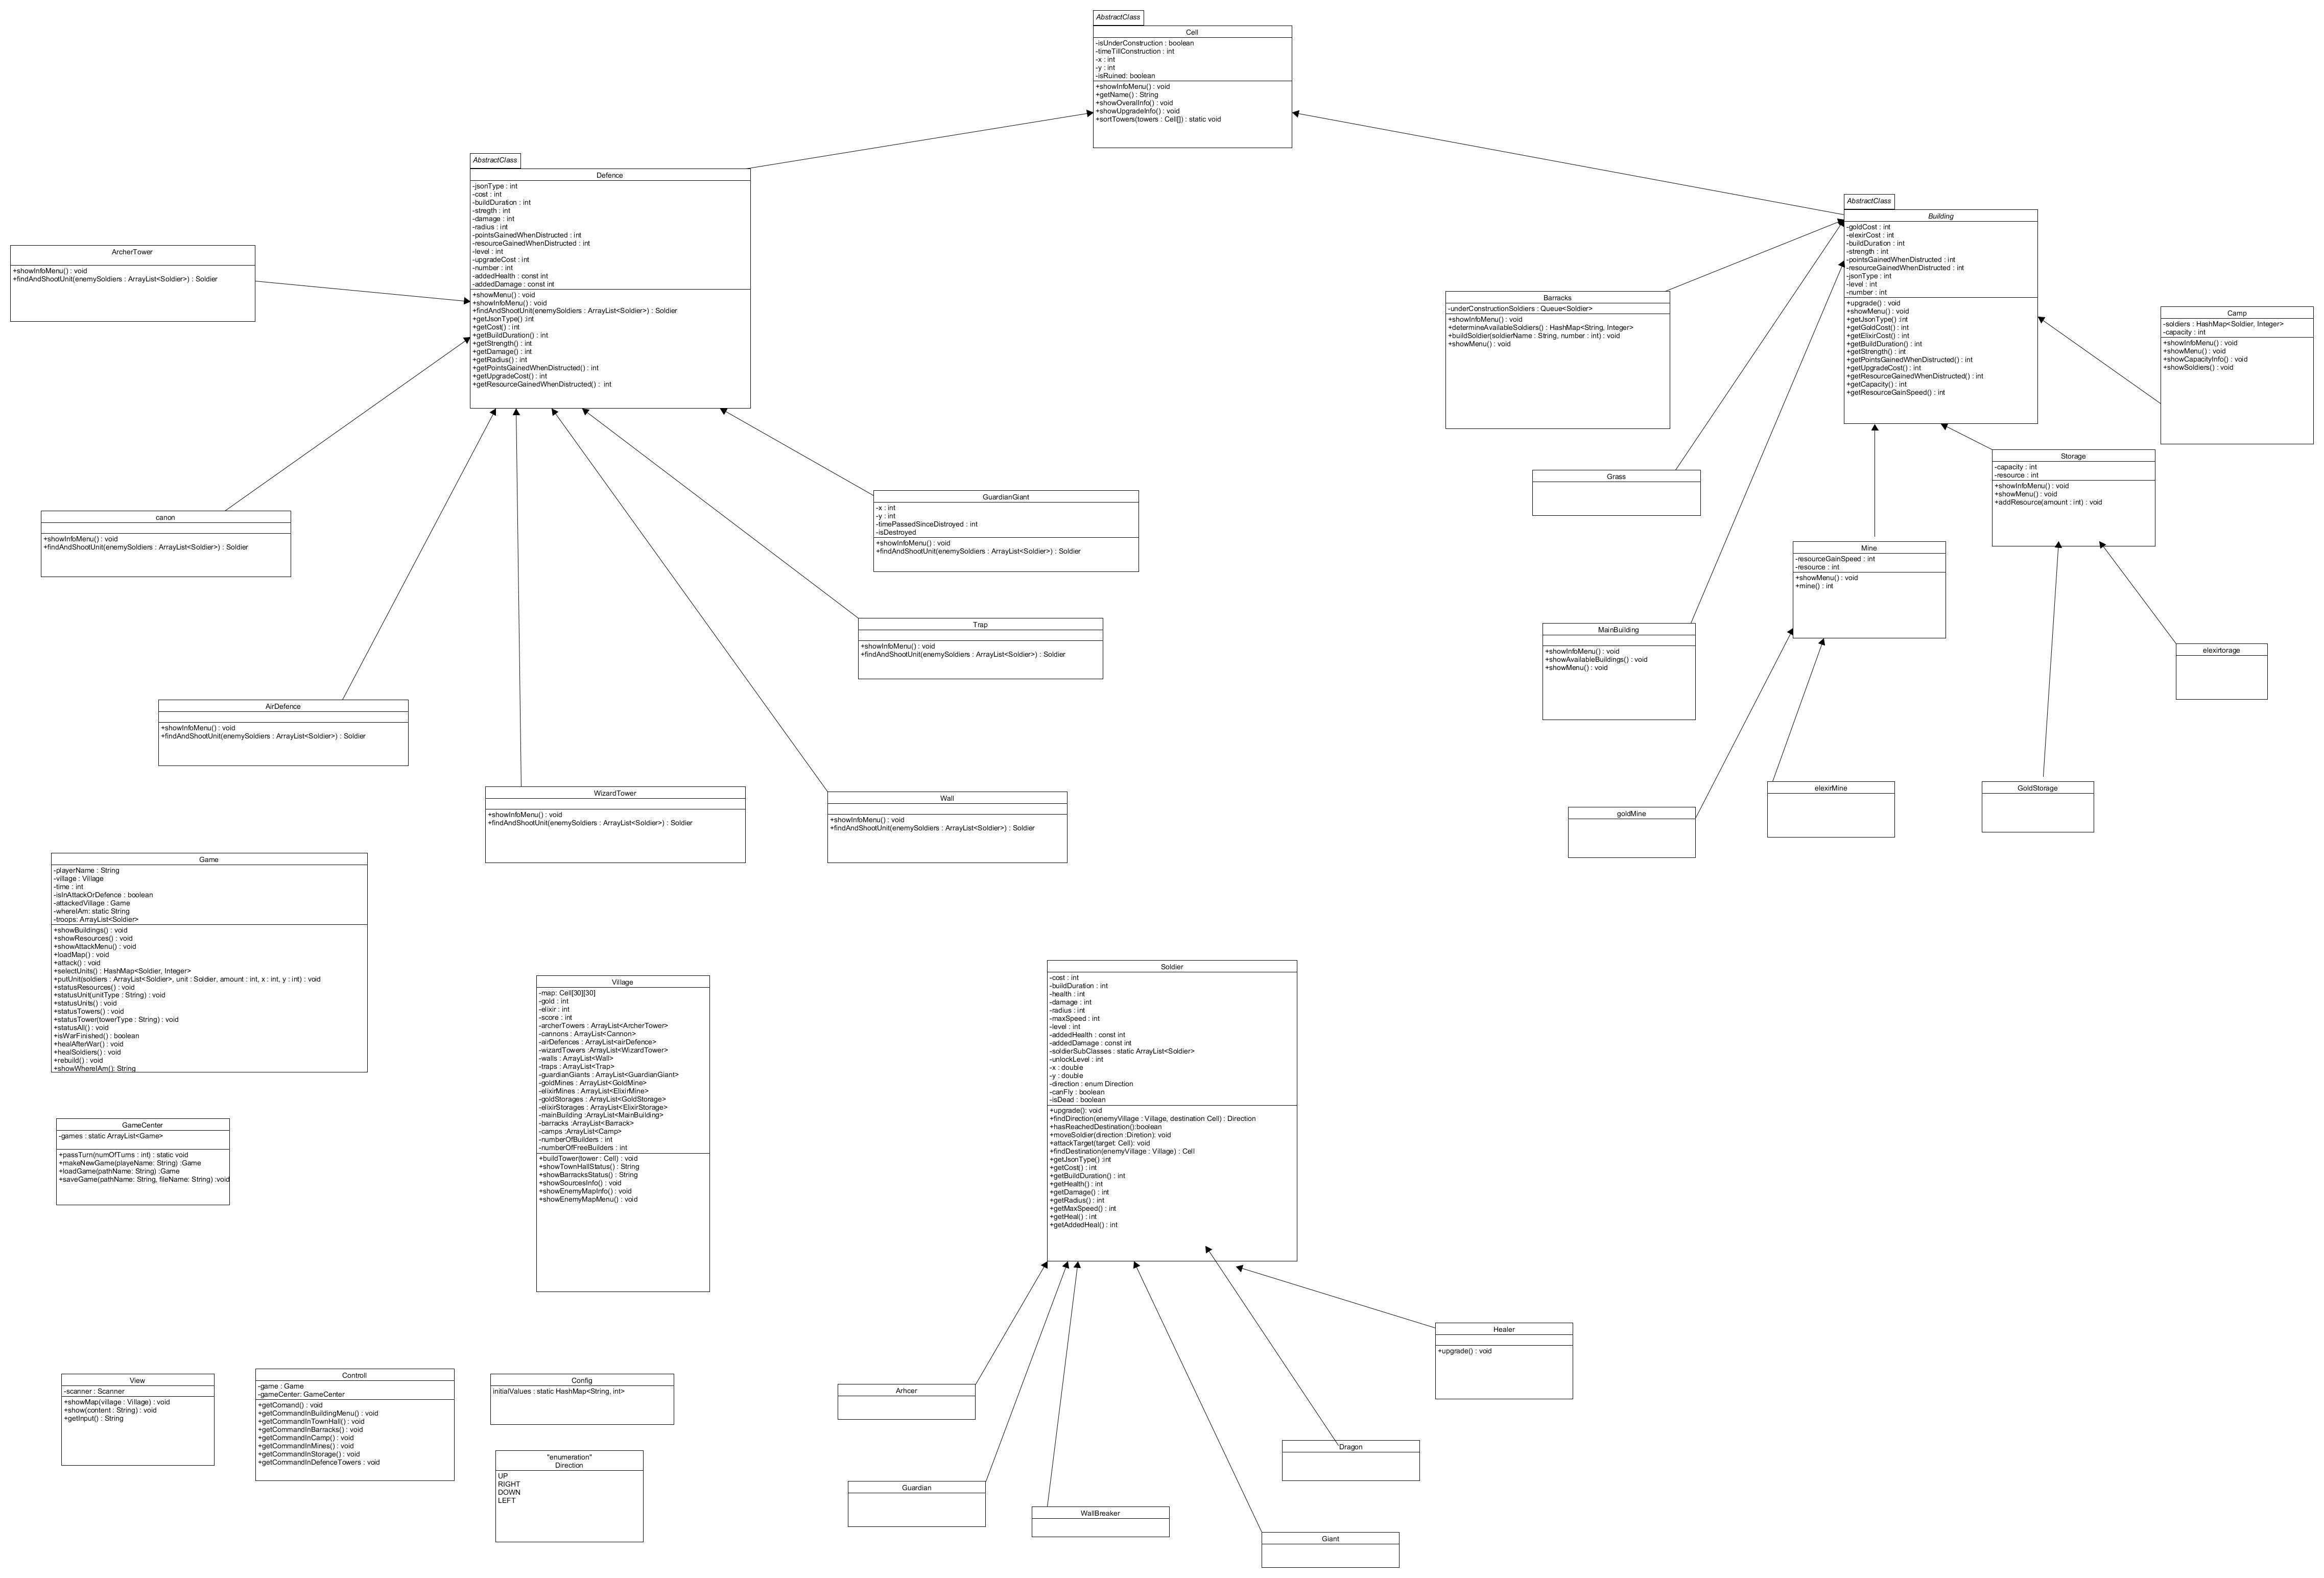 AbstractClass
Cell
-isUnderConstruction : boolean
-timeTillConstruction : int
-x : int
-y : int
-isRuined: boolean
+showInfoMenu() : void
+getName() : String
+showOverallInfo() : void
+showUpgradeInfo() : void
+sortTowers(towers : Cell[]) : static void
AbstractClass
Defence
-jsonType : int
-cost : int
-buildDuration : int
-stregth : int
-damage : int
-radius : int
-pointsGainedWhenDistructed : int
-resourceGainedWhenDistructed : int
-level : int
-upgradeCost : int
-number : int
-addedHealth : const int
-addedDamage : const int
+showMenu() : void
+showInfoMenu() : void
+findAndShootUnit(enemySoldiers : ArrayList<Soldier>) : Soldier
+getJsonType() :int
+getCost() : int
+getBuildDuration() : int
+getStrength() : int
+getDamage() : int
+getRadius() : int
+getPointsGainedWhenDistructed() : int
+getUpgradeCost() : int
+getResourceGainedWhenDistructed() :  int
AbstractClass
Building
-goldCost : int
-elexirCost : int
-buildDuration : int
-strength : int
-pointsGainedWhenDistructed : int
-resourceGainedWhenDistructed : int
-jsonType : int
-level : int
-number : int
+upgrade() : void
+showMenu() : void
+getJsonType() :int
+getGoldCost() : int
+getElixirCost() : int
+getBuildDuration() : int
+getStrength() : int
+getPointsGainedWhenDistructed() : int
+getUpgradeCost() : int
+getResourceGainedWhenDistructed() : int
+getCapacity() : int
+getResourceGainSpeed() : int
ArcherTower
+showInfoMenu() : void
+findAndShootUnit(enemySoldiers : ArrayList<Soldier>) : Soldier
Barracks
-underConstructionSoldiers : Queue<Soldier>
+showInfoMenu() : void
+determineAvailableSoldiers() : HashMap<String, Integer>
+buildSoldier(soldierName : String, number : int) : void
+showMenu() : void
Camp
-soldiers : HashMap<Soldier, Integer>
-capacity : int
+showInfoMenu() : void
+showMenu() : void
+showCapacityInfo() : void
+showSoldiers() : void
Grass
Storage
-capacity : int
-resource : int
+showInfoMenu() : void
+showMenu() : void
+addResource(amount : int) : void
canon
+showInfoMenu() : void
+findAndShootUnit(enemySoldiers : ArrayList<Soldier>) : Soldier
GuardianGiant
-x : int
-y : int
-timePassedSinceDistroyed : int
-isDestroyed
+showInfoMenu() : void
+findAndShootUnit(enemySoldiers : ArrayList<Soldier>) : Soldier
Mine
-resourceGainSpeed : int
-resource : int
+showMenu() : void
+mine() : int
Trap
+showInfoMenu() : void
+findAndShootUnit(enemySoldiers : ArrayList<Soldier>) : Soldier
MainBuilding
+showInfoMenu() : void
+showAvailableBuildings() : void
+showMenu() : void
elexirtorage
AirDefence
+showInfoMenu() : void
+findAndShootUnit(enemySoldiers : ArrayList<Soldier>) : Soldier
WizardTower
+showInfoMenu() : void
+findAndShootUnit(enemySoldiers : ArrayList<Soldier>) : Soldier
Wall
+showInfoMenu() : void
+findAndShootUnit(enemySoldiers : ArrayList<Soldier>) : Soldier
goldMine
elexirMine
GoldStorage
Game
-playerName : String
-village : Village
-time : int
-isInAttackOrDefence : boolean
-attackedVillage : Game
-whereIAm: static String
-troops: ArrayList<Soldier>
+showBuildings() : void
+showResources() : void
+showAttackMenu() : void
+loadMap() : void
+attack() : void
+selectUnits() : HashMap<Soldier, Integer>
+putUnit(soldiers : ArrayList<Soldier>, unit : Soldier, amount : int, x : int, y : int) : void
+statusResources() : void
+statusUnit(unitType : String) : void
+statusUnits() : void
+statusTowers() : void
+statusTower(towerType : String) : void
+statusAll() : void
+isWarFinished() : boolean
+healAfterWar() : void
+healSoldiers() : void
+rebuild() : void
+showWhereIAm(): String
Village
-map: Cell[30][30]
-gold : int
-elixir : int
-score : int
-archerTowers : ArrayList<ArcherTower>
-cannons : ArrayList<Cannon>
-airDefences : ArrayList<airDefence>
-wizardTowers :ArrayList<WizardTower>
-walls : ArrayList<Wall>
-traps : ArrayList<Trap>
-guardianGiants : ArrayList<GuardianGiant>
-goldMines : ArrayList<GoldMine>
-elixirMines : ArrayList<ElixirMine>
-goldStorages : ArrayList<GoldStorage>
-elixirStorages : ArrayList<ElixirStorage>
-mainBuilding :ArrayList<MainBuilding>
-barracks :ArrayList<Barrack>
-camps :ArrayList<Camp>
-numberOfBuilders : int
-numberOfFreeBuilders : int
+buildTower(tower : Cell) : void
+showTownHallStatus() : String
+showBarracksStatus() : String
+showSourcesInfo() : void
+showEnemyMapInfo() : void
+showEnemyMapMenu() : void
Soldier
-cost : int
-buildDuration : int
-health : int
-damage : int
-radius : int
-maxSpeed : int
-level : int
-addedHealth : const int
-addedDamage : const int
-soldierSubClasses : static ArrayList<Soldier>
-unlockLevel : int
-x : double
-y : double
-direction : enum Direction
-canFly : boolean
-isDead : boolean
+upgrade(): void
+findDirection(enemyVillage : Village, destination Cell) : Direction
+hasReachedDestination():boolean
+moveSoldier(direction :Diretion): void
+attackTarget(target: Cell): void
+findDestination(enemyVillage : Village) : Cell
+getJsonType() :int
+getCost() : int
+getBuildDuration() : int
+getHealth() : int
+getDamage() : int
+getRadius() : int
+getMaxSpeed() : int
+getHeal() : int
+getAddedHeal() : int
GameCenter
-games : static ArrayList<Game>
+passTurn(numOfTurns : int) : static void
+makeNewGame(playeName: String) :Game
+loadGame(pathName: String) :Game
+saveGame(pathName: String, fileName: String) :void
View
-scanner : Scanner
+showMap(village : Village) : void
+show(content : String) : void
+getInput() : String
Controll
-game : Game
-gameCenter: GameCenter
+getComand() : void
+getCommandInBuildingMenu() : void
+getCommandInTownHall() : void
+getCommandInBarracks() : void
+getCommandInCamp() : void
+getCommandInMines() : void
+getCommandInStorage() : void
+getCommandInDefenceTowers : void
Config
initialValues : static HashMap<String, int>
"enumeration"
Direction
UP
RIGHT
DOWN
LEFT
Healer
+upgrade() : void
Arhcer
Dragon
Guardian
WallBreaker
Giant